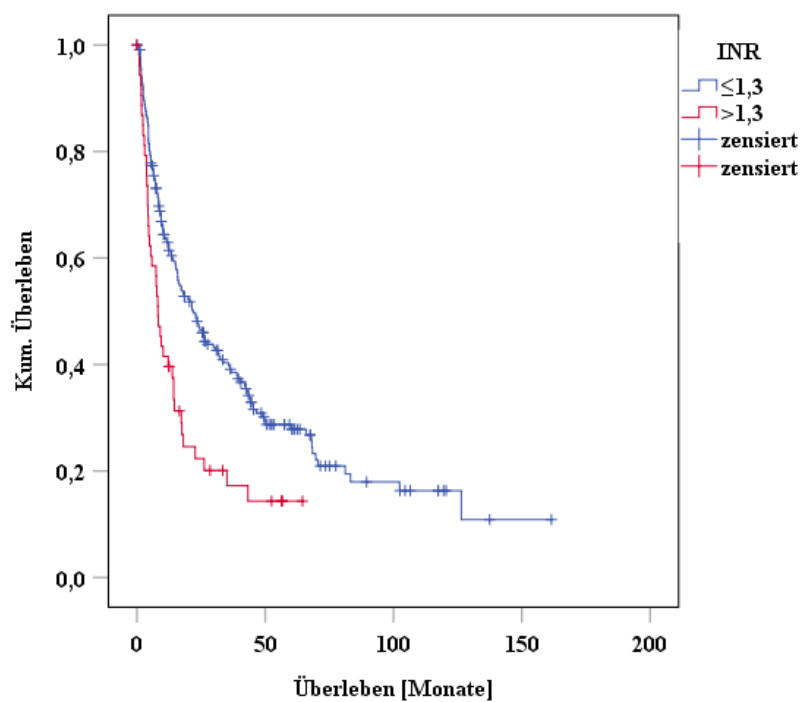 INR
≤1,3
>1,3
zensiert
zensiert
Kum. Überleben
1,0
0,8
0,6
0,4
0,2
0,0
0 50 100 150 200
Überleben [Monate]